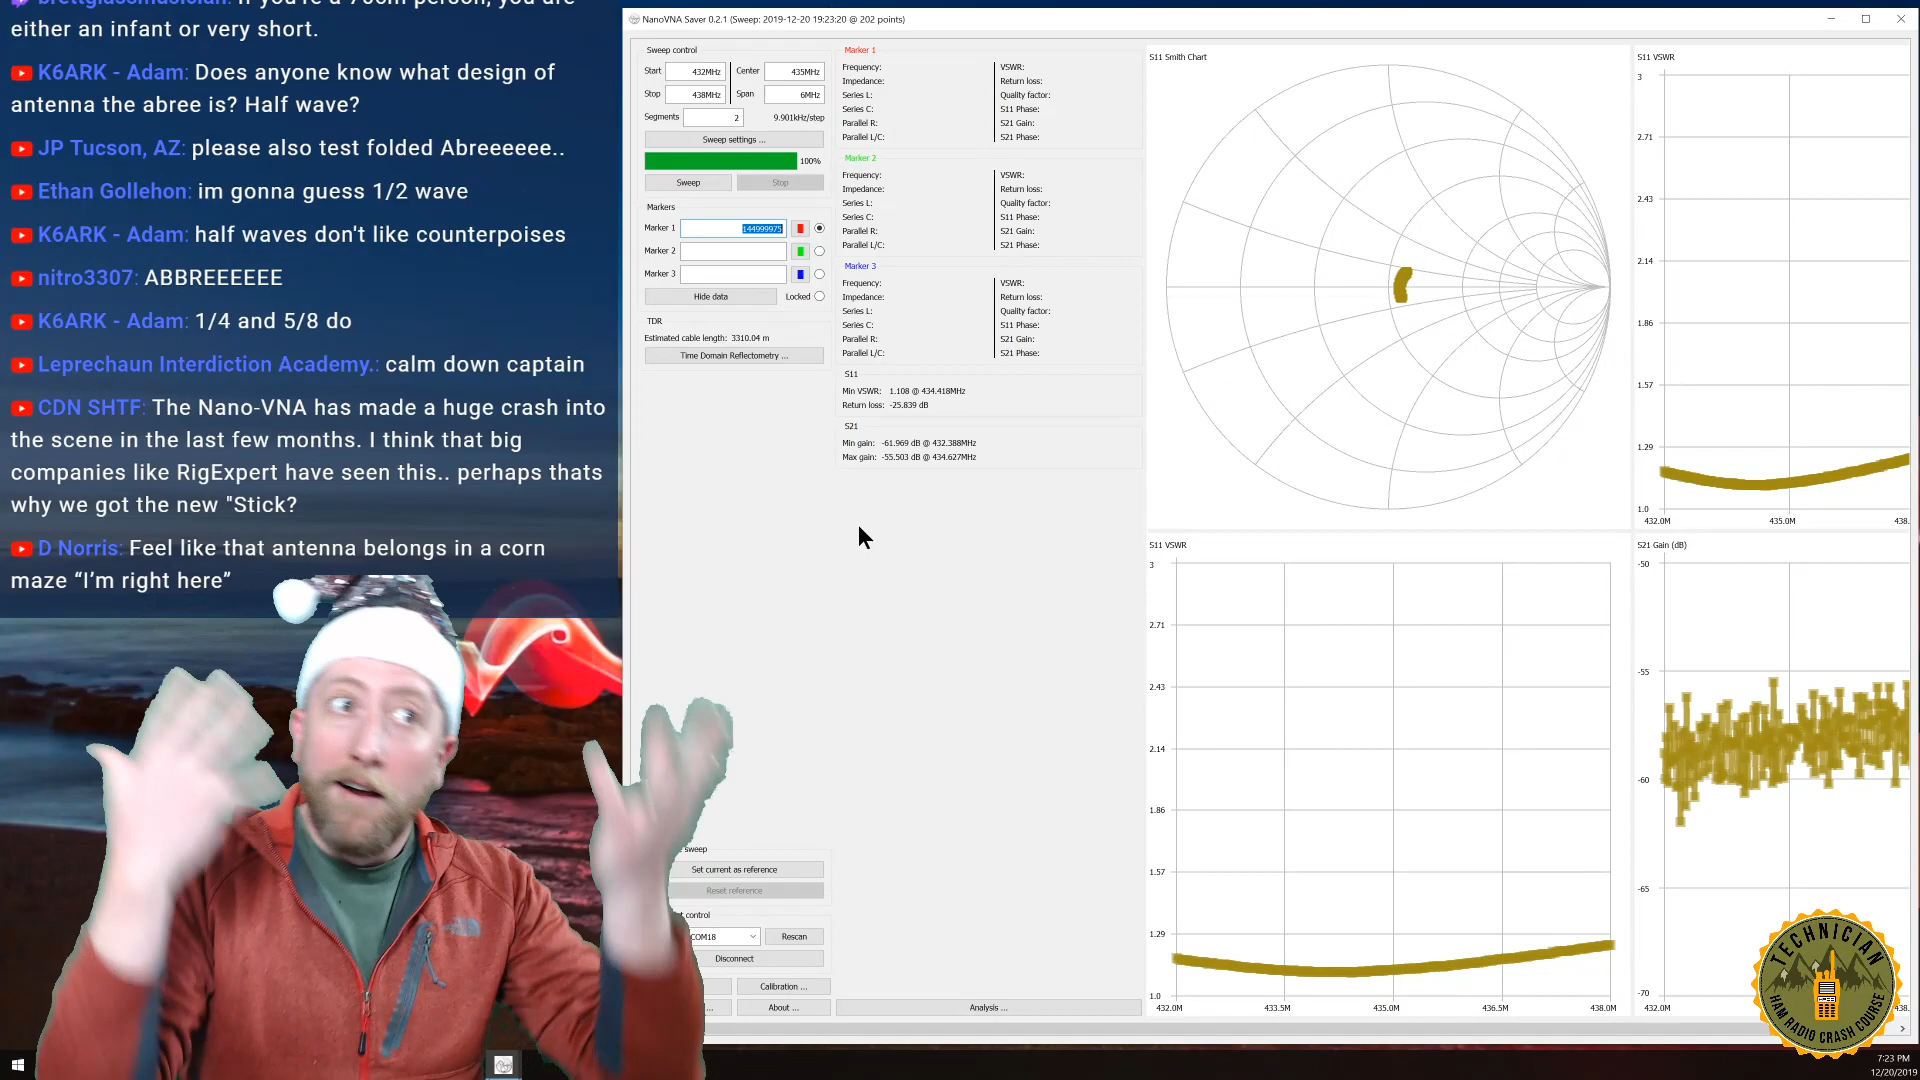 brettglassmusician: If you're a 70cm person, you are
either an infant or very short.
K6ARK - Adam: Does anyone know what design of
antenna the abree is? Half wave?
JP Tucson, AZ: please also test folded Abreeeeee..
Ethan Gollehon: im gonna guess 1/2 wave
K6ARK - Adam: half waves don't like counterpoises
nitro3307: ABBREEEEEE
K6ARK - Adam: 1/4 and 5/8 do
Leprechaun Interdiction Academy.: calm down captain
CDN SHTF: The Nano-VNA has made a huge crash into
the scene in the last few months. I think that big
companies like RigExpert have seen this.. perhaps thats
why we got the new "Stick?
D Norris: Feel like that antenna belongs in a corn
maze “I’m right here”
NanoVNA Saver 0.2.1 (Sweep: 2019-12-20 19:23:20 @ 202 points)
Sweep control
Start 432MHz Center 435MHz
Stop 438MHz Span 6MHz
Segments 2 9.901kHz/step
Sweep settings ...
100%
Sweep Stop
Markers
Marker 1 144999975
Marker 2
Marker 3
Hide data Locked
TDR
Estimated cable length: 3310.04 m
Time Domain Reflectometry ...
sweep
Set current as reference
Reset reference
control
COM18 Rescan
Disconnect
Calibration ...
... About ...
Marker 1
Frequency: VSWR:
Impedance: Return loss:
Series L: Quality factor:
Series C: S11 Phase:
Parallel R: S21 Gain:
Parallel L/C: S21 Phase:
Marker 2
Frequency: VSWR:
Impedance: Return loss:
Series L: Quality factor:
Series C: S11 Phase:
Parallel R: S21 Gain:
Parallel L/C: S21 Phase:
Marker 3
Frequency: VSWR:
Impedance: Return loss:
Series L: Quality factor:
Series C: S11 Phase:
Parallel R: S21 Gain:
Parallel L/C: S21 Phase:
S11
Min VSWR: 1.108 @ 434.418MHz
Return loss: -25.839 dB
S21
Min gain: -61.969 dB @ 432.388MHz
Max gain: -55.503 dB @ 434.627MHz
Analysis ...
S11 Smith Chart
S11 VSWR
3
2.71
2.43
2.14
1.86
1.57
1.29
1.0
432.0M 435.0M 438.
S11 VSWR
3
2.71
2.43
2.14
1.86
1.57
1.29
1.0
432.0M 433.5M 435.0M 436.5M 438.0M
S21 Gain (dB)
-50
-55
-60
-65
-70
432.0M 438.
TECHNICIAN
HAM RADIO CRASH COURSE
7:23 PM
12/20/2019